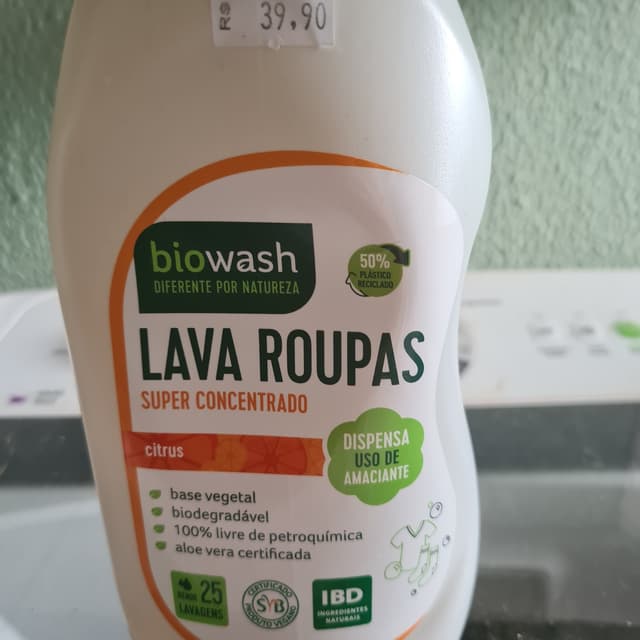 R$ 39,90
biowash
DIFERENTE POR NATUREZA
50%
PLÁSTICO
RECICLADO
LAVA ROUPAS
SUPER CONCENTRADO
citrus
DISPENSA
USO DE
AMACIANTE
base vegetal
biodegradável
100% livre de petroquímica
aloe vera certificada
RENDE 25
LAVAGENS
CERTIFICADO
SVB
PRODUTO VEGANO
IBD
INGREDIENTES
NATURAIS